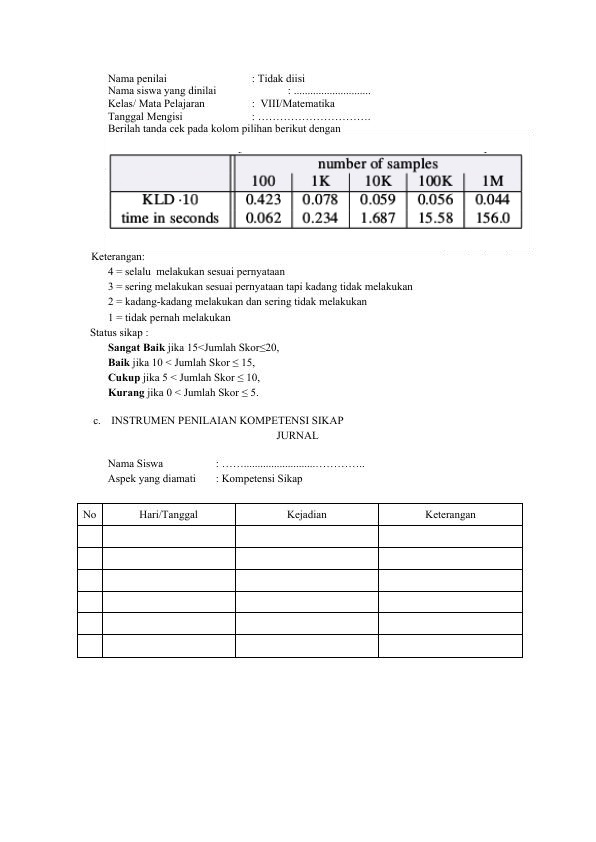 Nama penilai : Tidak diisi
Nama siswa yang dinilai : ............................
Kelas/ Mata Pelajaran : VIII/Matematika
Tanggal Mengisi : ………………………….
Berilah tanda cek pada kolom pilihan berikut dengan
number of samples
100 1K 10K 100K 1M
KLD ·10 0.423 0.078 0.059 0.056 0.044
time in seconds 0.062 0.234 1.687 15.58 156.0
Keterangan:
4 = selalu melakukan sesuai pernyataan
3 = sering melakukan sesuai pernyataan tapi kadang tidak melakukan
2 = kadang-kadang melakukan dan sering tidak melakukan
1 = tidak pernah melakukan
Status sikap :
Sangat Baik jika 15<Jumlah Skor≤20,
Baik jika 10 < Jumlah Skor ≤ 15,
Cukup jika 5 < Jumlah Skor ≤ 10,
Kurang jika 0 < Jumlah Skor ≤ 5.
c. INSTRUMEN PENILAIAN KOMPETENSI SIKAP
JURNAL
Nama Siswa : ……...........................…………..
Aspek yang diamati : Kompetensi Sikap
No Hari/Tanggal Kejadian Keterangan